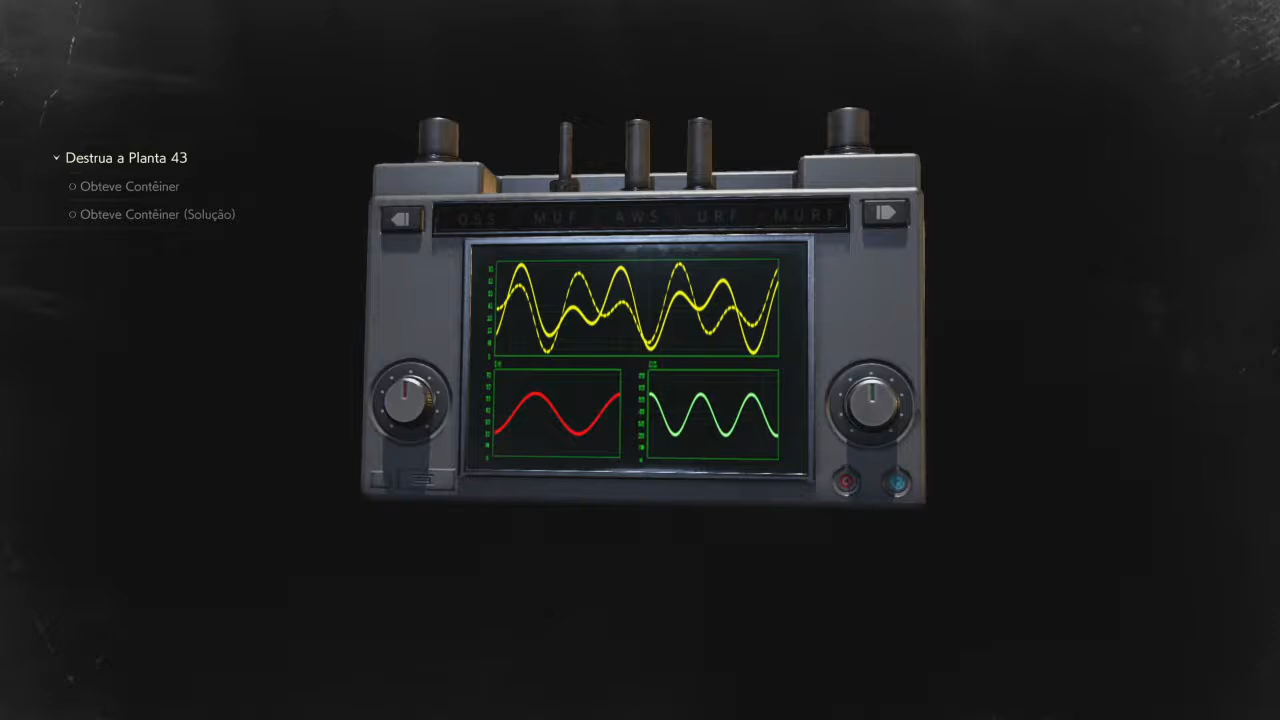 Destrua a Planta 43
Obteve Contêiner
Obteve Contêiner (Solução)
OSS MUF AWS URF MURF